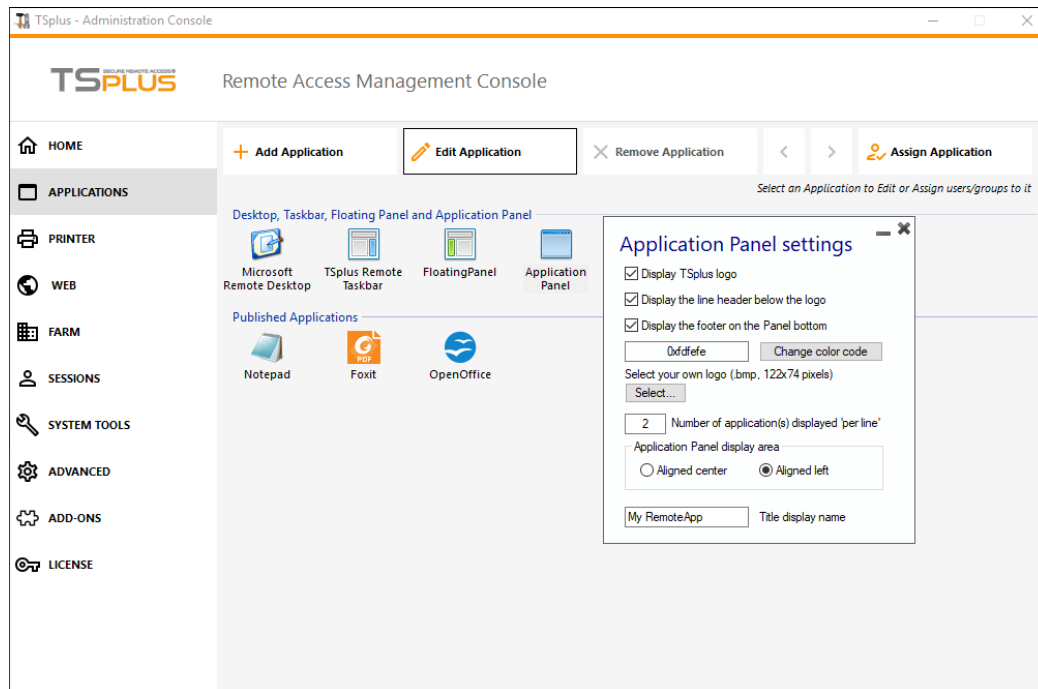 TSplus - Administration Console
SECURE REMOTE ACCESS®
TSPLUS
Remote Access Management Console
HOME
APPLICATIONS
PRINTER
WEB
FARM
SESSIONS
SYSTEM TOOLS
ADVANCED
ADD-ONS
LICENSE
Add Application
Edit Application
Remove Application
Assign Application
Select an Application to Edit or Assign users/groups to it
Desktop, Taskbar, Floating Panel and Application Panel
Microsoft
Remote Desktop
TSplus Remote
Taskbar
FloatingPanel
Application
Panel
Published Applications
Notepad
PDF
Foxit
OpenOffice
Application Panel settings
Display TSplus logo
Display the line header below the logo
Display the footer on the Panel bottom
0xfdfefe
Change color code
Select your own logo (.bmp, 122x74 pixels)
Select...
2 Number of application(s) displayed 'per line'
Application Panel display area
Aligned center
Aligned left
My RemoteApp
Title display name